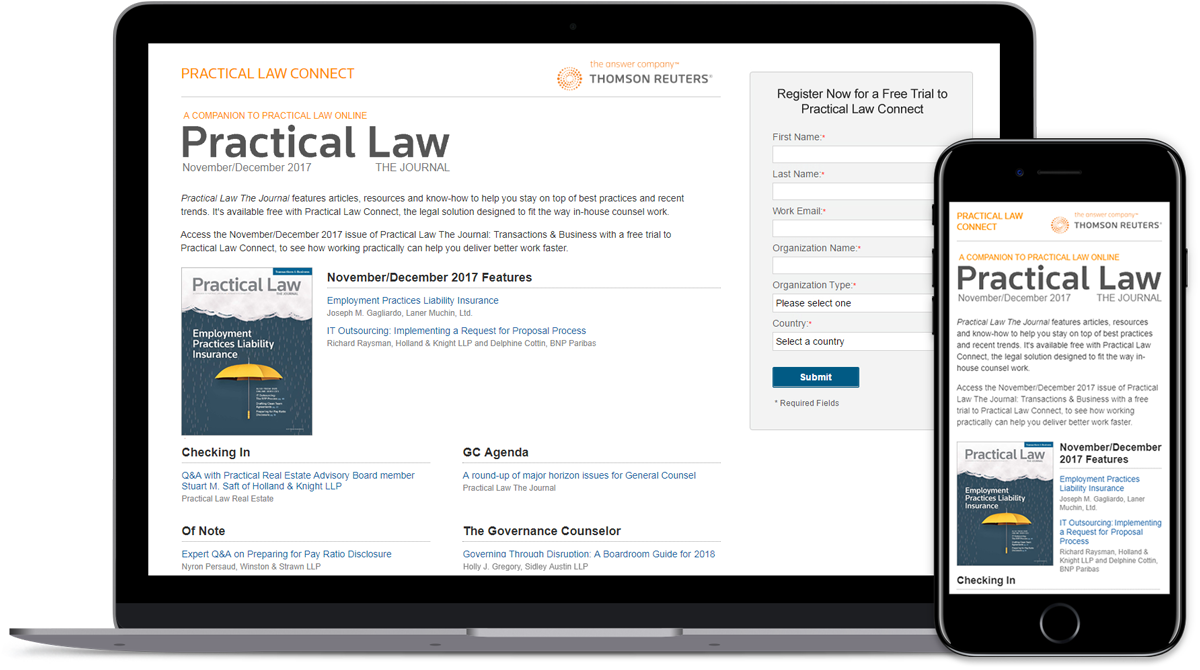 PRACTICAL LAW CONNECT
the answer company™
THOMSON REUTERS®
A COMPANION TO PRACTICAL LAW ONLINE
Practical Law
November/December 2017 THE JOURNAL
Practical Law The Journal features articles, resources and know-how to help you stay on top of best practices and recent
trends. It's available free with Practical Law Connect, the legal solution designed to fit the way in-house counsel work.
Access the November/December 2017 issue of Practical Law The Journal: Transactions & Business with a free trial to
Practical Law Connect, to see how working practically can help you deliver better work faster.
Transactions & Business
Practical Law
THE JOURNAL
Employment
Practices Liability
Insurance
November/December 2017 Features
Employment Practices Liability Insurance
Joseph M. Gagliardo, Laner Muchin, Ltd.
IT Outsourcing: Implementing a Request for Proposal Process
Richard Raysman, Holland & Knight LLP and Delphine Cottin, BNP Paribas
Checking In
Q&A with Practical Real Estate Advisory Board member
Stuart M. Saft of Holland & Knight LLP
Practical Law Real Estate
GC Agenda
A round-up of major horizon issues for General Counsel
Practical Law The Journal
Of Note
Expert Q&A on Preparing for Pay Ratio Disclosure
Nyron Persaud, Winston & Strawn LLP
The Governance Counselor
Governing Through Disruption: A Boardroom Guide for 2018
Holly J. Gregory, Sidley Austin LLP
Register Now for a Free Trial to
Practical Law Connect
First Name:*
Last Name:*
Work Email:*
Organization Name:*
Organization Type:*
Please select one
Country:*
Select a country
Submit
* Required Fields
PRACTICAL LAW
CONNECT
the answer company™
THOMSON REUTERS®
A COMPANION TO PRACTICAL LAW ONLINE
Practical Law
November/December 2017 THE JOURNAL
Practical Law The Journal features articles, resources
and know-how to help you stay on top of best practices
and recent trends. It's available free with Practical Law
Connect, the legal solution designed to fit the way in-
house counsel work.
Access the November/December 2017 issue of Practical
Law The Journal: Transactions & Business with a free
trial to Practical Law Connect, to see how working
practically can help you deliver better work faster.
Practical Law
THE JOURNAL
Employment
Practices Liability
Insurance
November/December
2017 Features
Employment Practices
Liability Insurance
Joseph M. Gagliardo, Laner
Muchin, Ltd.
IT Outsourcing: Implementing
a Request for Proposal
Process
Richard Raysman, Holland &
Knight LLP and Delphine Cottin,
BNP Paribas
Checking In